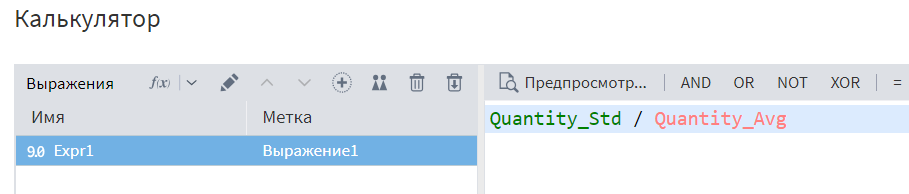 Калькулятор
Выражения f(x) Предпросмотр... AND OR NOT XOR =
Имя Метка Quantity_Std / Quantity_Avg
9.0 Expr1 Выражение1